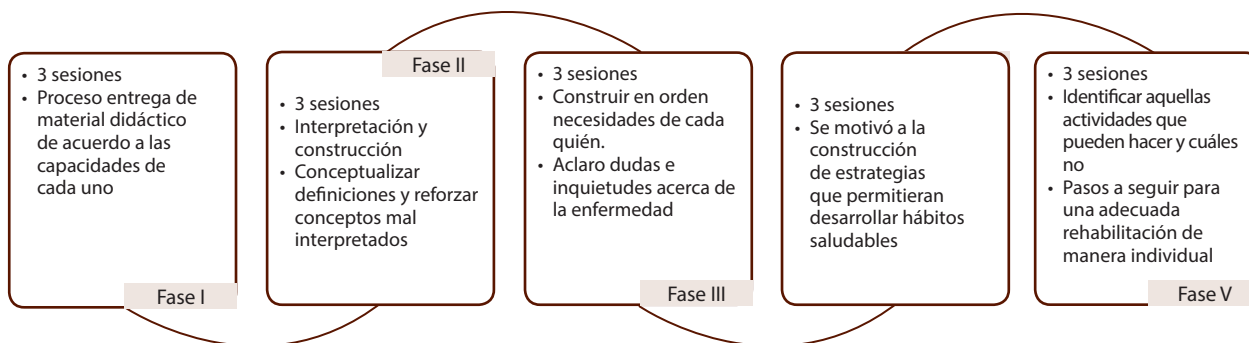 • 3 sesiones
• Proceso entrega de
material didáctico
de acuerdo a las
capacidades de
cada uno
Fase I
Fase II
• 3 sesiones
• Interpretación y
construcción
• Conceptualizar
definiciones y reforzar
conceptos mal
interpretados
• 3 sesiones
• Construir en orden
necesidades de cada
quién.
• Aclaro dudas e
inquietudes acerca de
la enfermedad
Fase III
• 3 sesiones
• Se motivó a la
construcción
de estrategias
que permitieran
desarrollar hábitos
saludables
• 3 sesiones
• Identificar aquellas
actividades que
pueden hacer y cuáles
no
• Pasos a seguir para
una adecuada
rehabilitación de
manera individual
Fase V